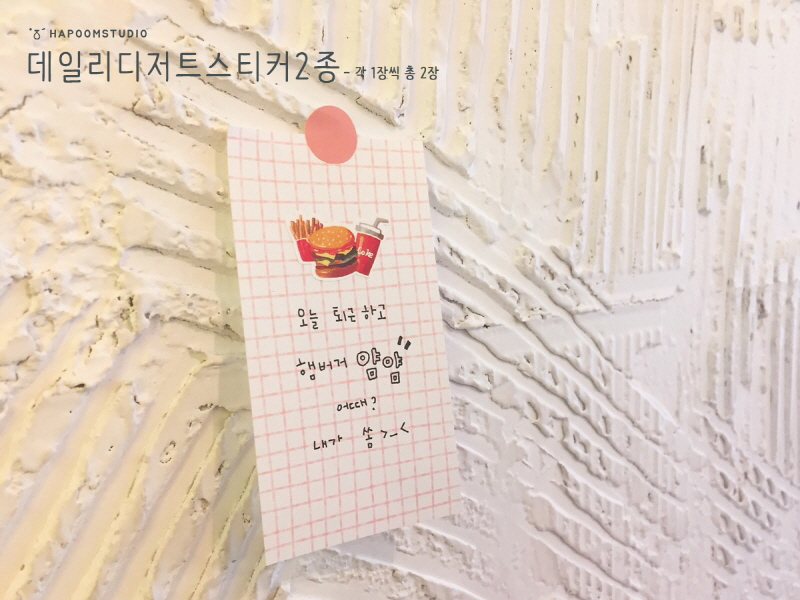 HAPOOMSTUDIO
데일리디저트스티커2종 - 각 1장씩 총 2장
coke
오늘 퇴근하고
햄버거 얌얌
어때?
내가 쏨 >_<